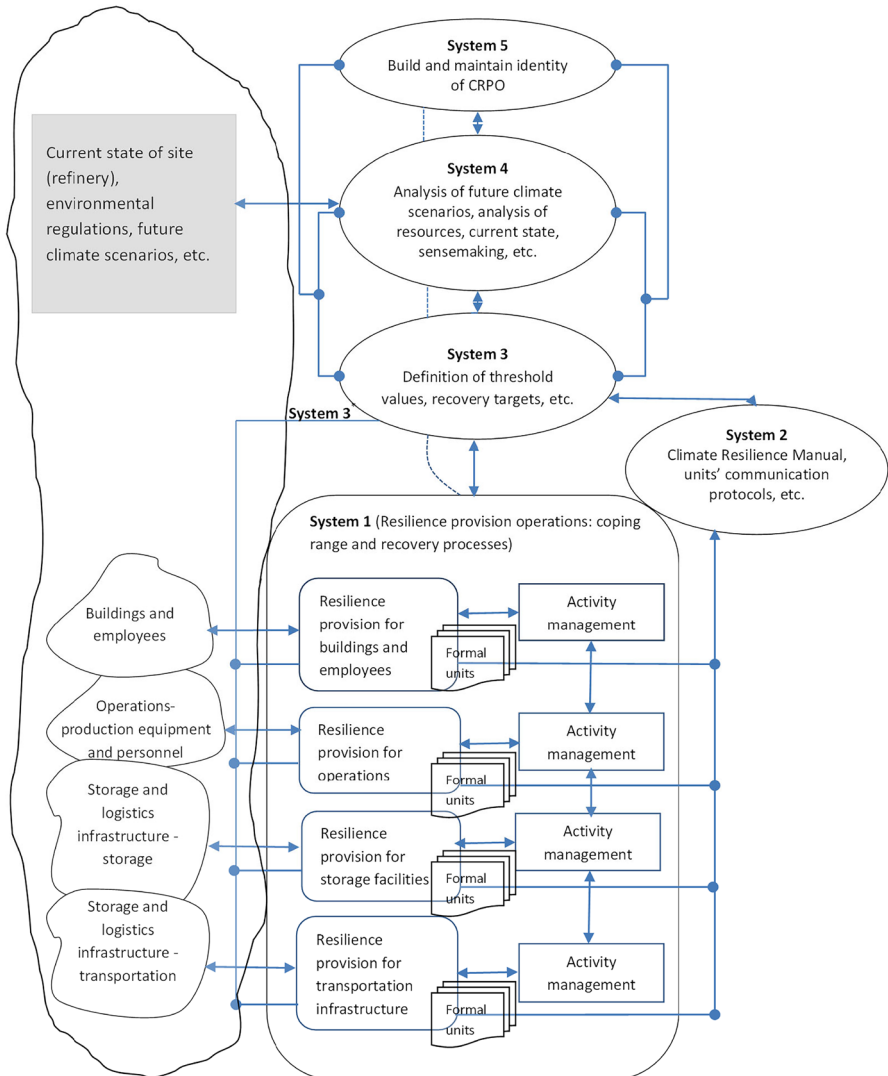 System 5
Build and maintain identity
of CRPO
Current state of site
(refinery),
environmental
regulations, future
climate scenarios, etc.
System 4
Analysis of future climate
scenarios, analysis of
resources, current state,
sensemaking, etc.
System 3
Definition of threshold
values, recovery targets, etc.
System 3*
System 2
Climate Resilience Manual,
units’ communication
protocols, etc.
System 1 (Resilience provision operations: coping
range and recovery processes)
Buildings and
employees
Resilience
provision for
buildings and
employees
Formal
units
Activity
management
Operations-
production equipment
and personnel
Resilience
provision for
operations
Formal
units
Activity
management
Storage and
logistics
infrastructure -
storage
Resilience
provision for
storage facilities
Formal
units
Activity
management
Storage and
logistics
infrastructure -
transportation
Resilience
provision for
transportation
infrastructure
Formal
units
Activity
management